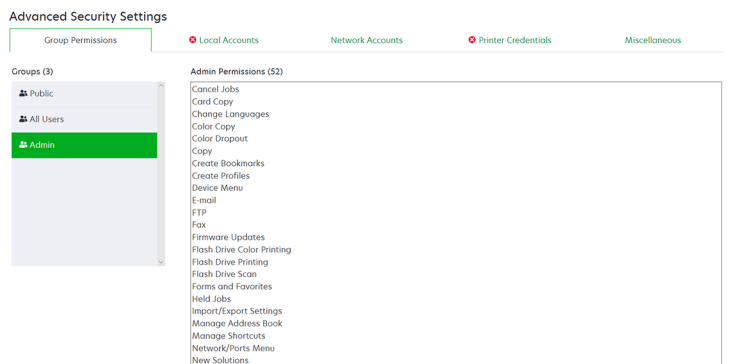 Advanced Security Settings
Group Permissions
Local Accounts
Network Accounts
Printer Credentials
Miscellaneous
Groups (3)
Public
All Users
Admin
Admin Permissions (52)
Cancel Jobs
Card Copy
Change Languages
Color Copy
Color Dropout
Copy
Create Bookmarks
Create Profiles
Device Menu
E-mail
FTP
Fax
Firmware Updates
Flash Drive Color Printing
Flash Drive Printing
Flash Drive Scan
Forms and Favorites
Held Jobs
Import/Export Settings
Manage Address Book
Manage Shortcuts
Network/Ports Menu
New Solutions